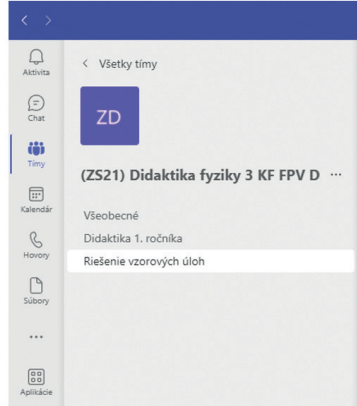 Aktivita
Chat
Tímy
Kalendár
Hovory
Súbory
Aplikácie
< Všetky tímy
ZD
(ZS21) Didaktika fyziky 3 KF FPV D ...
Všeobecné
Didaktika 1. ročníka
Riešenie vzorových úloh